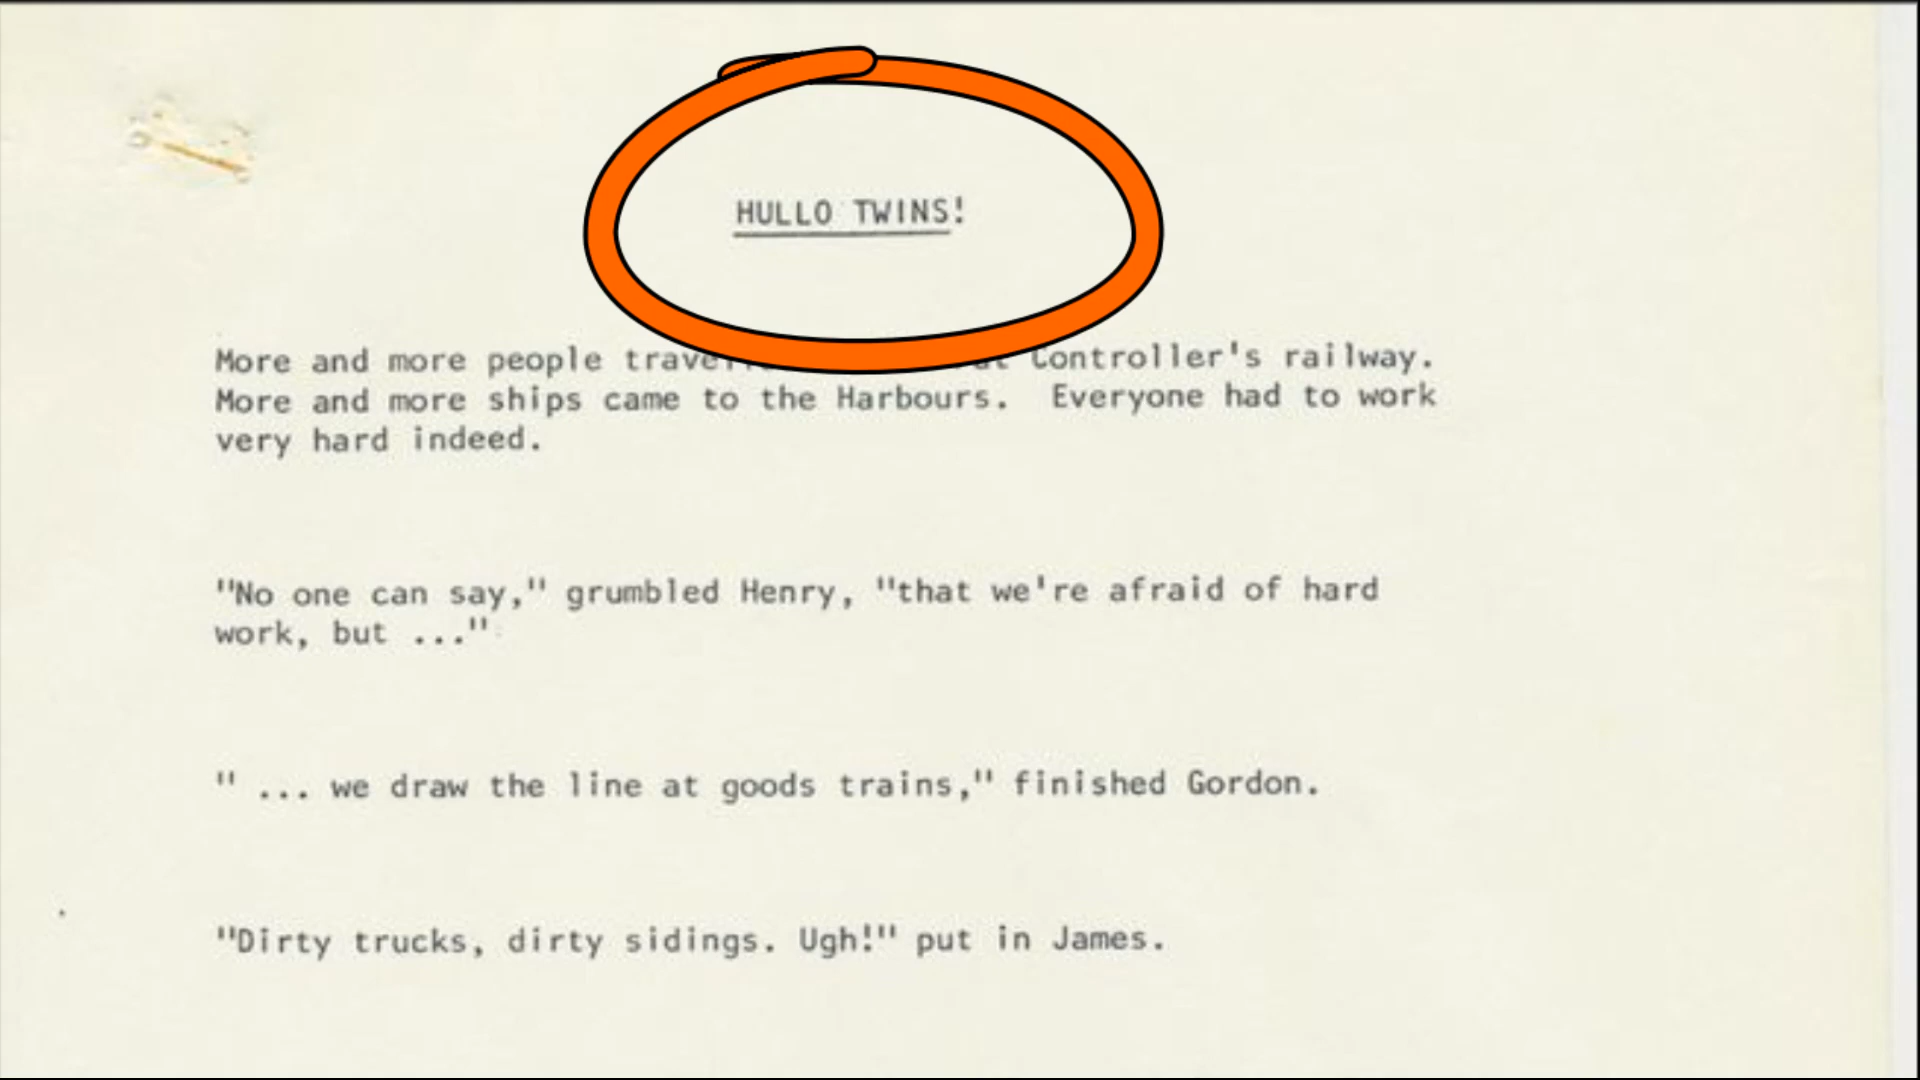 HULLO TWINS!
More and more people Controller's railway.
More and more ships came to the Harbours. Everyone had to work
very hard indeed.
"No one can say," grumbled Henry, "that we're afraid of hard
work, but ..."
" ... we draw the line at goods trains," finished Gordon.
"Dirty trucks, dirty sidings. Ugh!" put in James.